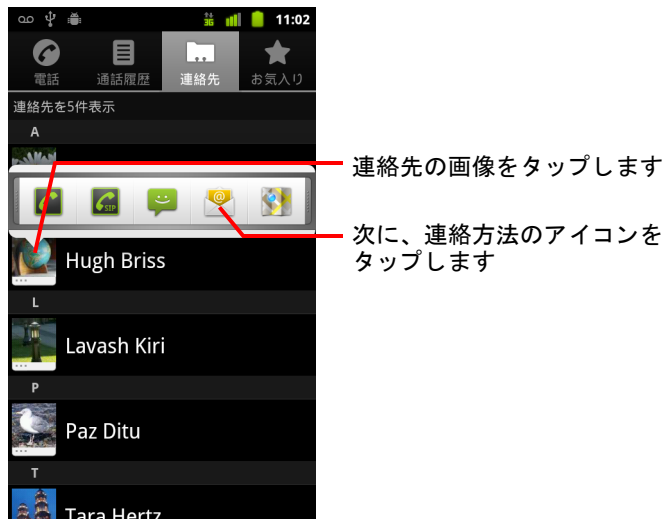 3G 11:02
電話 通話履歴 連絡先 お気入り
連絡先を5件表示
A
連絡先の画像をタップします
SIP @
次に、連絡方法のアイコンを
タップします
Hugh Briss
L
Lavash Kiri
P
Paz Ditu
T
Tara Hertz